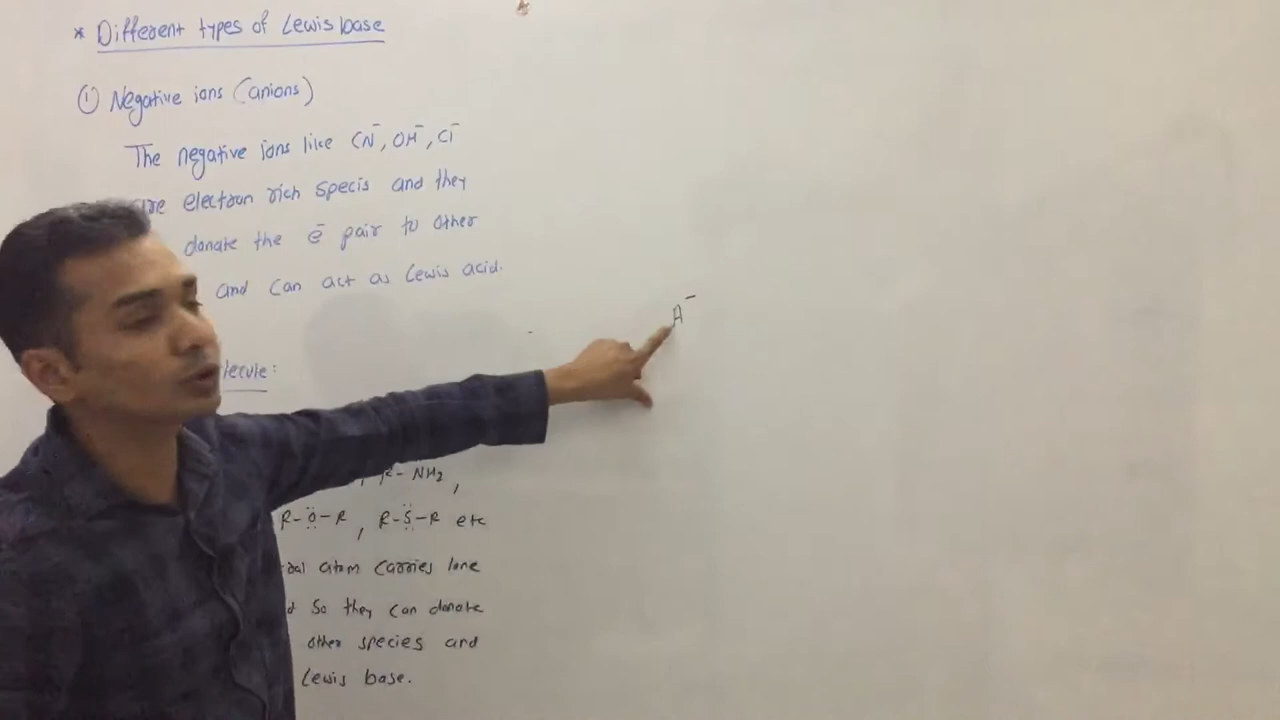 * Different types of Lewis base
① Negative ions (anions)
The negative ions like CN⁻, OH⁻, Cl⁻
are electron rich specis and they
donate the e⁻ pair to other
and can act as Lewis acid.
A⁻
lecule:
R-NH₂,
R-Ö-R, R-S̈-R etc
atom carries lone
so they can donate
other species and
Lewis base.